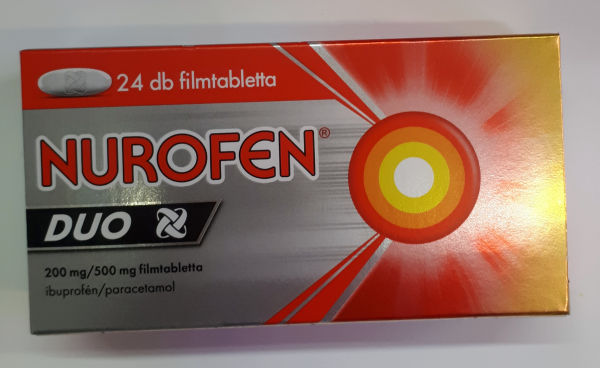 24 db filmtabletta
NUROFEN®
DUO
200 mg/500 mg filmtabletta
ibuprofén/paracetamol